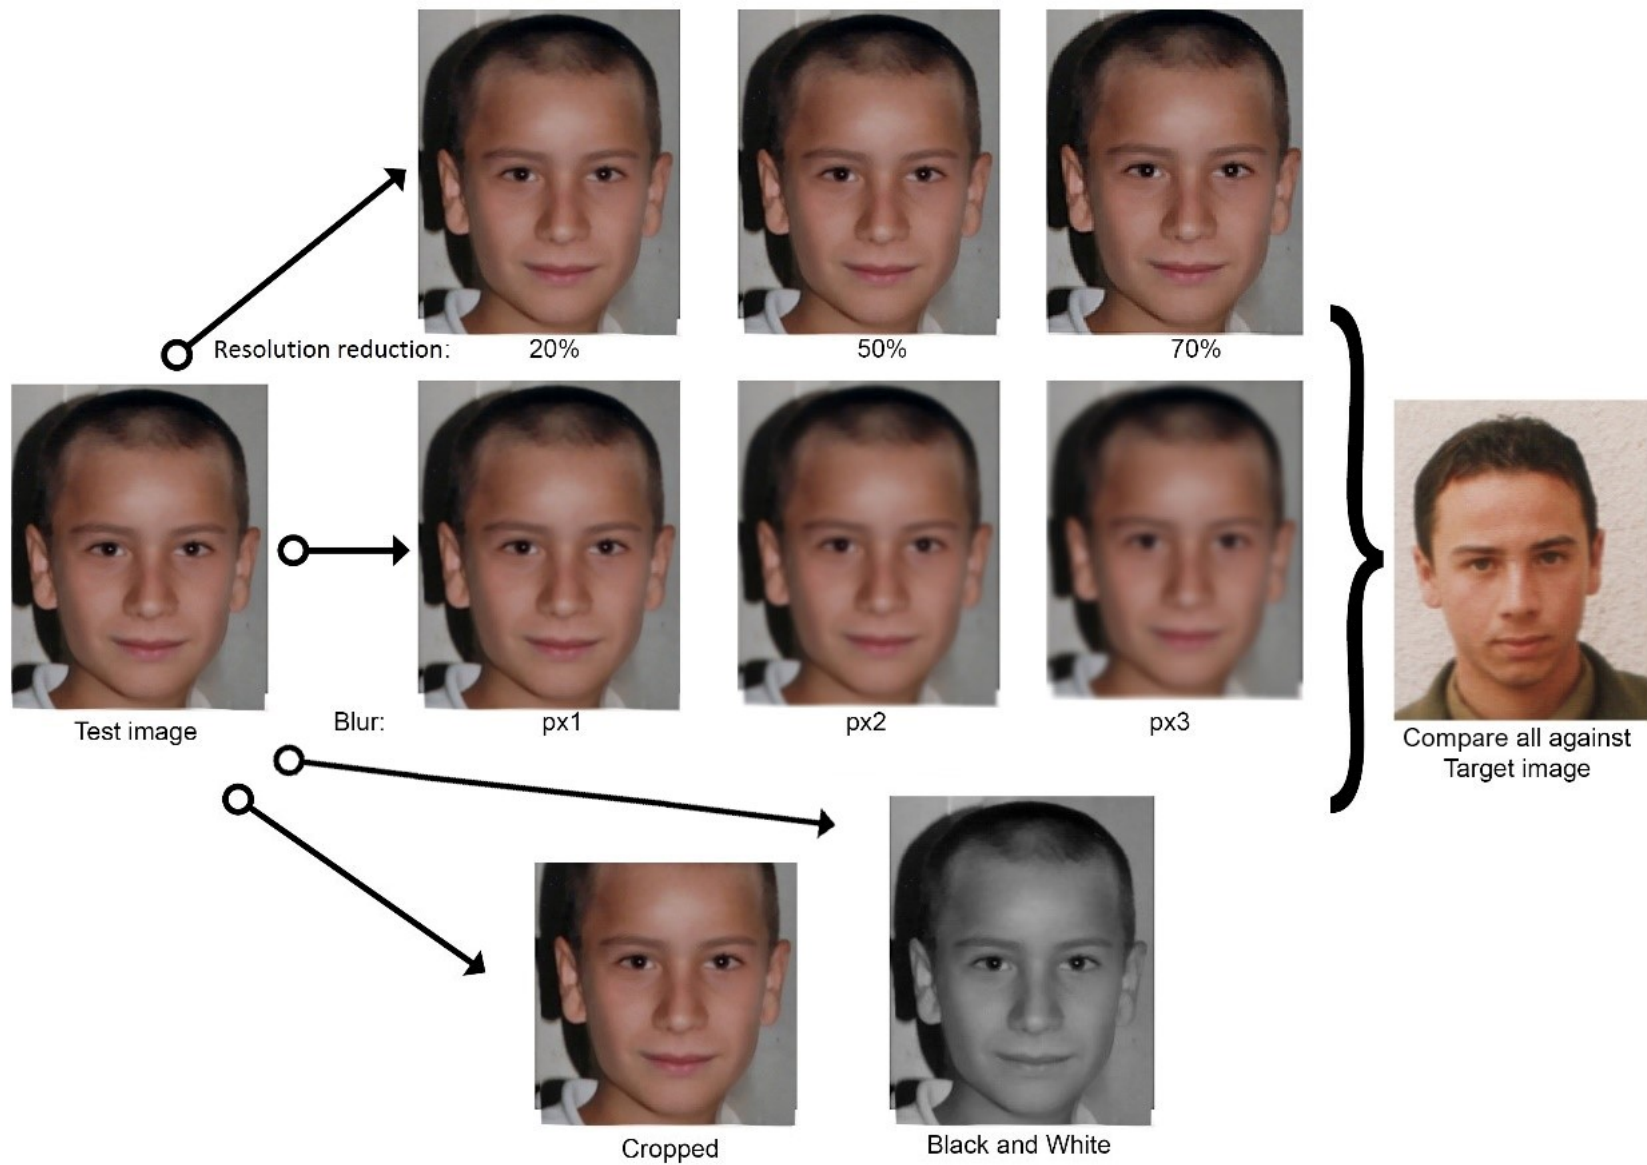 Resolution reduction: 20% 50% 70%
Test image
Blur: px1 px2 px3
Compare all against
Target image
Cropped
Black and White